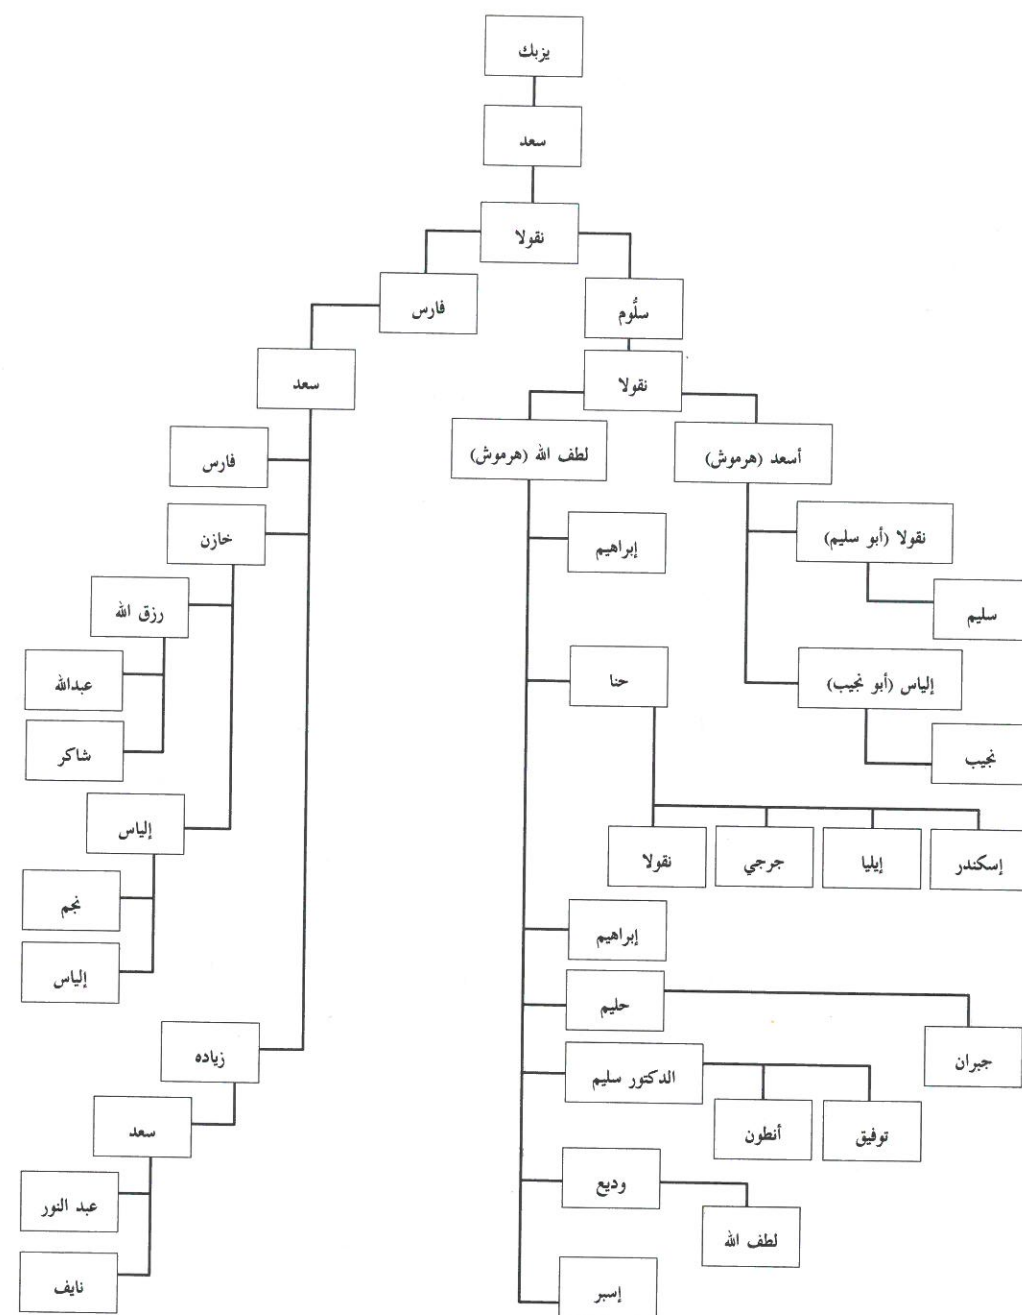 يزبك
سعد
نقولا
سلُّوم
فارس
نقولا
سعد
أسعد (هرموش)
لطف الله (هرموش)
فارس
نقولا (أبو سليم)
إبراهيم
خازن
سليم
رزق الله
إلياس (أبو نجيب)
حنا
عبدالله
نجيب
شاكر
إسكندر
إيليا
جرجي
نقولا
إلياس
نجم
إبراهيم
إلياس
حليم
جبران
زياده
الدكتور سليم
توفيق
أنطون
سعد
وديع
عبد النور
لطف الله
نايف
إسبر